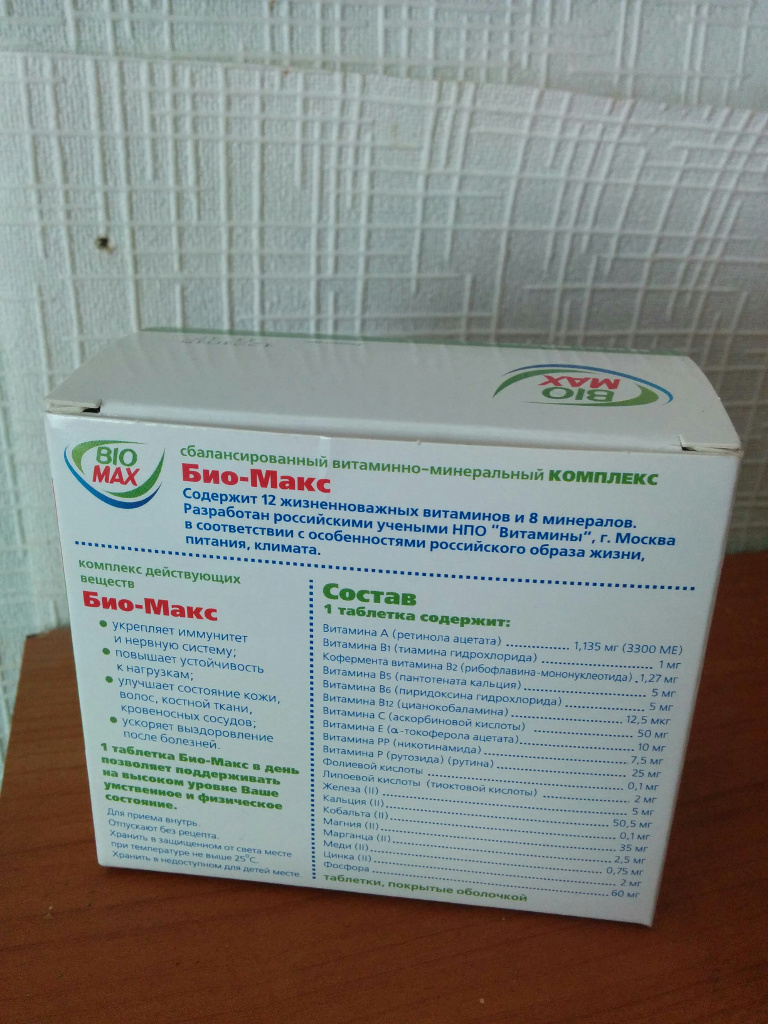 BIO
MAX
BIO
MAX
сбалансированный витаминно-минеральный КОМПЛЕКС
Био-Макс
Содержит 12 жизненноважных витаминов и 8 минералов.
Разработан российскими учеными НПО "Витамины", г. Москва
в соответствии с особенностями российского образа жизни,
питания, климата.
комплекс действующих
веществ
Био-Макс
● укрепляет иммунитет
и нервную систему;
● повышает устойчивость
к нагрузкам;
● улучшает состояние кожи,
волос, костной ткани,
кровеносных сосудов;
● ускоряет выздоровление
после болезней.
1 таблетка Био-Макс в день
позволяет поддерживать
на высоком уровне Ваше
умственное и физическое
состояние.
Для приема внутрь.
Отпускают без рецепта.
Хранить в защищенном от света месте
при температуре не выше 25°С.
Хранить в недоступном для детей месте.
Состав
1 таблетка содержит:
Витамина А (ретинола ацетата) 1,135 мг (3300 МЕ)
Витамина В1 (тиамина гидрохлорида) 1 мг
Кофермента витамина В2 (рибофлавина-мононуклеотида) 1,27 мг
Витамина В5 (пантотената кальция) 5 мг
Витамина В6 (пиридоксина гидрохлорида) 5 мг
Витамина В12 (цианокобаламина) 12,5 мкг
Витамина С (аскорбиновой кислоты) 50 мг
Витамина Е (α-токоферола ацетата) 10 мг
Витамина РР (никотинамида) 7,5 мг
Витамина Р (рутозида) (рутина) 25 мг
Фолиевой кислоты 0,1 мг
Липоевой кислоты (тиоктовой кислоты) 2 мг
Железа (II) 5 мг
Кальция (II) 50,5 мг
Кобальта (II) 0,1 мг
Магния (II) 35 мг
Марганца (II) 2,5 мг
Меди (II) 0,75 мг
Цинка (II) 2 мг
Фосфора 60 мг
таблетки, покрытые оболочкой